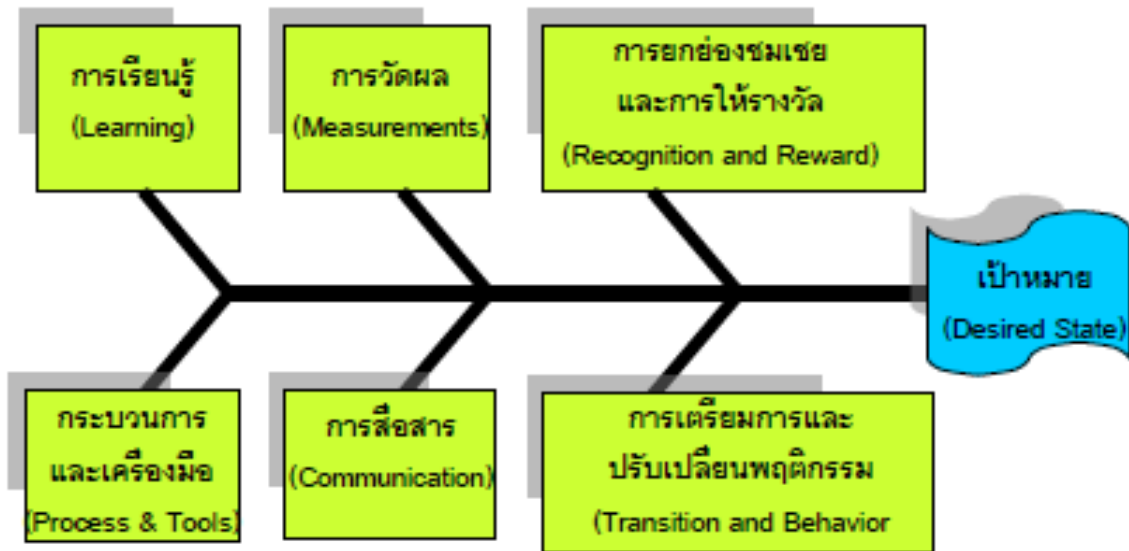 การเรียนรู้
(Learning)
การวัดผล
(Measurements)
การยกย่องชมเชย
และการให้รางวัล
(Recognition and Reward)
เป้าหมาย
(Desired State)
กระบวนการ
และเครื่องมือ
(Process & Tools)
การสื่อสาร
(Communication)
การเตรียมการและ
ปรับเปลี่ยนพฤติกรรม
(Transition and Behavior